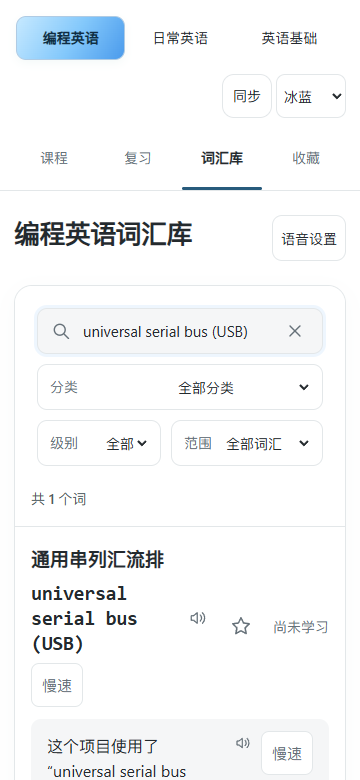 编程英语 日常英语 英语基础
同步 冰蓝
课程 复习 词汇库 收藏
编程英语词汇库 语音设置
universal serial bus (USB)
分类 全部分类
级别 全部 范围 全部词汇
共 1 个词
通用串列汇流排
universal
serial bus
(USB)
尚未学习
慢速
这个项目使用了
“universal serial bus
慢速